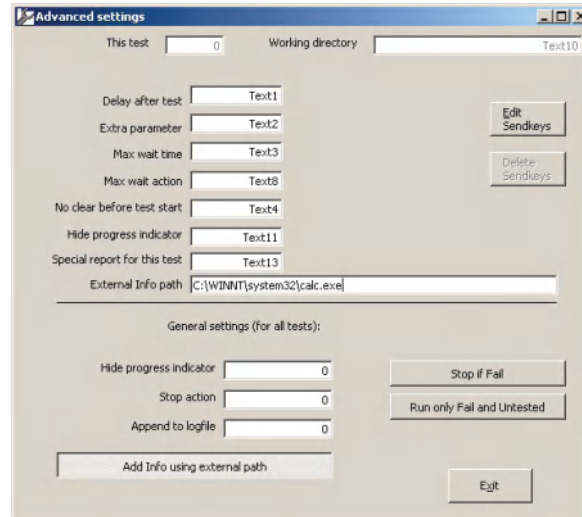 Advanced settings
This test 0 Working directory Text10
Delay after test Text1
Extra parameter Text2
Max wait time Text3
Max wait action Text8
No clear before test start Text4
Hide progress indicator Text11
Special report for this test Text13
External Info path C:\WINNT\system32\calc.exe
Edit
Sendkeys
Delete
Sendkeys
General settings (for all tests):
Hide progress indicator 0
Stop action 0
Append to logfile 0
Stop if Fail
Run only Fail and Untested
Add Info using external path
Exit